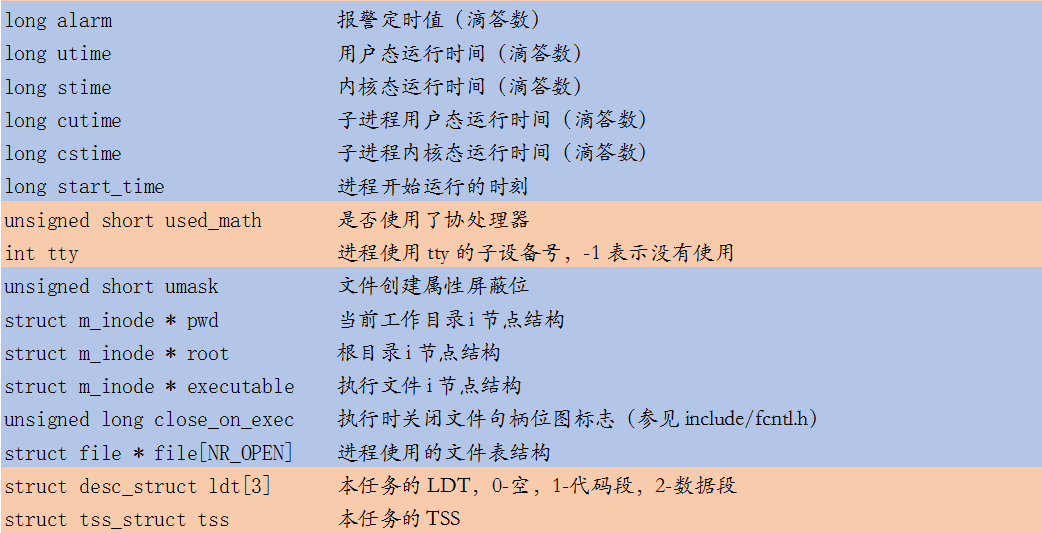 long alarm 报警定时值（滴答数）
long utime 用户态运行时间（滴答数）
long stime 内核态运行时间（滴答数）
long cutime 子进程用户态运行时间（滴答数）
long cstime 子进程内核态运行时间（滴答数）
long start_time 进程开始运行的时刻
unsigned short used_math 是否使用了协处理器
int tty 进程使用 tty 的子设备号，-1 表示没有使用
unsigned short umask 文件创建属性屏蔽位
struct m_inode * pwd 当前工作目录 i 节点结构
struct m_inode * root 根目录 i 节点结构
struct m_inode * executable 执行文件 i 节点结构
unsigned long close_on_exec 执行时关闭文件句柄位图标志（参见 include/fcntl.h）
struct file * file[NR_OPEN] 进程使用的文件表结构
struct desc_struct ldt[3] 本任务的 LDT，0-空，1-代码段，2-数据段
struct tss_struct tss 本任务的 TSS